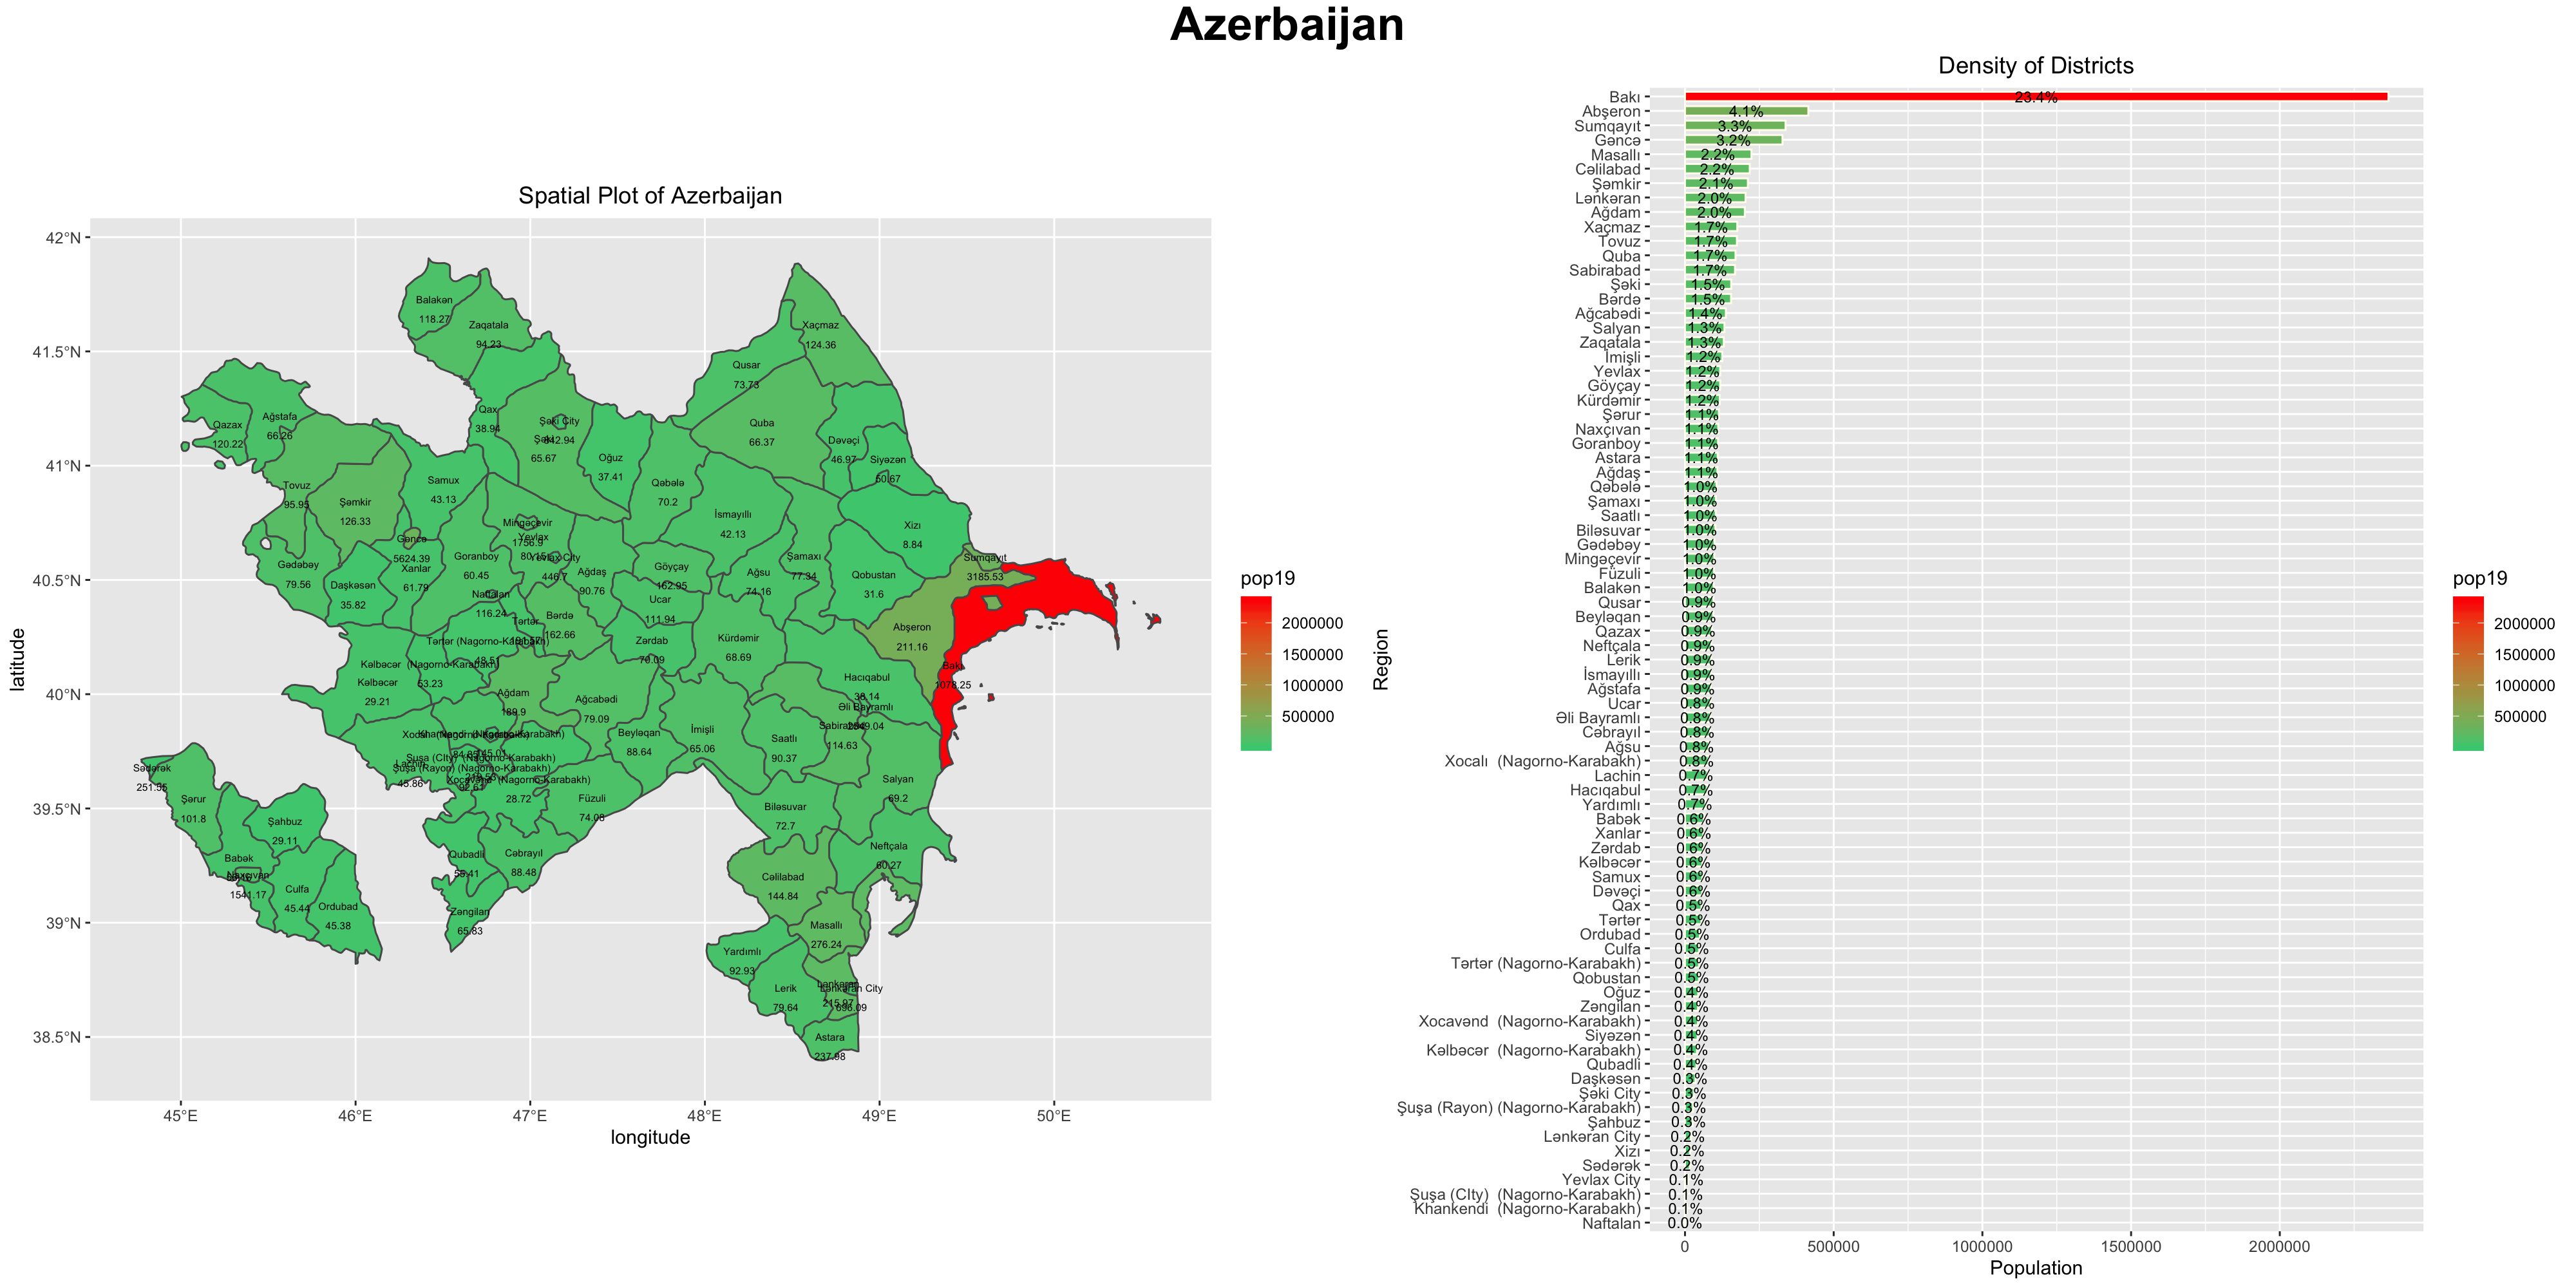 Azerbaijan
Spatial Plot of Azerbaijan
latitude
42°N
41.5°N
41°N
40.5°N
40°N
39.5°N
39°N
38.5°N
45°E
46°E
47°E
48°E
49°E
50°E
longitude
Balakən
118.27
Zaqatala
94.23
Xaçmaz
124.36
Qusar
73.73
Qax
38.94
Ağstafa
66.26
Qazax
120.22
Şəki City
65.67
Quba
66.37
Dəvəçi
46.97
Oğuz
37.41
Siyəzən
50.67
Samux
43.13
Qəbələ
70.2
Tovuz
95.95
Şəmkir
126.33
İsmayıllı
42.13
Xızı
8.84
Mingəçevir
1756.9
Gəncə
5624.39
Goranboy
60.45
Yevlax
Yevlax City
446.7
Şamaxı
77.34
Sumqayıt
3185.53
Gədəbəy
79.56
Xanlar
61.79
Daşkəsən
35.82
Ağdaş
90.76
Göyçay
162.95
Ağsu
74.16
Qobustan
31.6
Naftalan
116.24
Ucar
111.94
Bərdə
162.66
Tərtər
Abşeron
211.16
Tərtər (Nagorno-Karabakh)
48.51
Zərdab
70.09
Kürdəmir
68.69
Kəlbəcər (Nagorno-Karabakh)
53.23
Kəlbəcər
29.21
Bakı
1078.25
Hacıqabul
38.14
Ağdam
189.9
Ağcabədi
79.09
Əli Bayramlı
Sabirabad
114.63
Beyləqan
88.64
İmişli
65.06
Saatlı
90.37
Şuşa (CIty) (Nagorno-Karabakh)
Şuşa (Rayon) (Nagorno-Karabakh)
Xocavənd (Nagorno-Karabakh)
28.72
92.61
45.86
Sədərək
251.55
Şərur
101.8
Füzuli
74.08
Salyan
69.2
Biləsuvar
72.7
Şahbuz
29.11
Babək
Naxçıvan
1541.17
Culfa
45.44
Ordubad
45.38
Qubadli
55.41
Cəbrayıl
88.48
Neftçala
60.27
Cəlilabad
144.84
Zəngilan
65.83
Masallı
276.24
Yardımlı
92.93
Lerik
79.64
Lənkəran City
215.97
696.09
Astara
237.98
pop19
2000000
1500000
1000000
500000
Density of Districts
Region
Bakı 23.4%
Abşeron 4.1%
Sumqayıt 3.3%
Gəncə 3.2%
Masallı 2.2%
Cəlilabad 2.2%
Şəmkir 2.1%
Lənkəran 2.0%
Ağdam 2.0%
Xaçmaz 1.7%
Tovuz 1.7%
Quba 1.7%
Sabirabad 1.7%
Şəki 1.5%
Bərdə 1.5%
Ağcabədi 1.4%
Salyan 1.3%
Zaqatala 1.3%
İmişli 1.2%
Yevlax 1.2%
Göyçay 1.2%
Kürdəmir 1.2%
Şərur 1.1%
Naxçıvan 1.1%
Goranboy 1.1%
Astara 1.1%
Ağdaş 1.1%
Qəbələ 1.0%
Şamaxı 1.0%
Saatlı 1.0%
Biləsuvar 1.0%
Gədəbəy 1.0%
Mingəçevir 1.0%
Füzuli 1.0%
Balakən 1.0%
Qusar 0.9%
Beyləqan 0.9%
Qazax 0.9%
Neftçala 0.9%
Lerik 0.9%
İsmayıllı 0.9%
Ağstafa 0.9%
Ucar 0.8%
Əli Bayramlı 0.8%
Cəbrayıl 0.8%
Ağsu 0.8%
Xocalı (Nagorno-Karabakh) 0.8%
Lachin 0.7%
Hacıqabul 0.7%
Yardımlı 0.7%
Babək 0.6%
Xanlar 0.6%
Zərdab 0.6%
Kəlbəcər 0.6%
Samux 0.6%
Dəvəçi 0.6%
Qax 0.5%
Tərtər 0.5%
Ordubad 0.5%
Culfa 0.5%
Tərtər (Nagorno-Karabakh) 0.5%
Qobustan 0.5%
Oğuz 0.4%
Zəngilan 0.4%
Xocavənd (Nagorno-Karabakh) 0.4%
Siyəzən 0.4%
Kəlbəcər (Nagorno-Karabakh) 0.4%
Qubadli 0.4%
Daşkəsən 0.3%
Şəki City 0.3%
Şuşa (Rayon) (Nagorno-Karabakh) 0.3%
Şahbuz 0.3%
Lənkəran City 0.2%
Xizı 0.2%
Sədərək 0.2%
Yevlax City 0.1%
Şuşa (CIty) (Nagorno-Karabakh) 0.1%
Khankendi (Nagorno-Karabakh) 0.1%
Naftalan 0.0%
0
500000
1000000
1500000
2000000
Population
pop19
2000000
1500000
1000000
500000